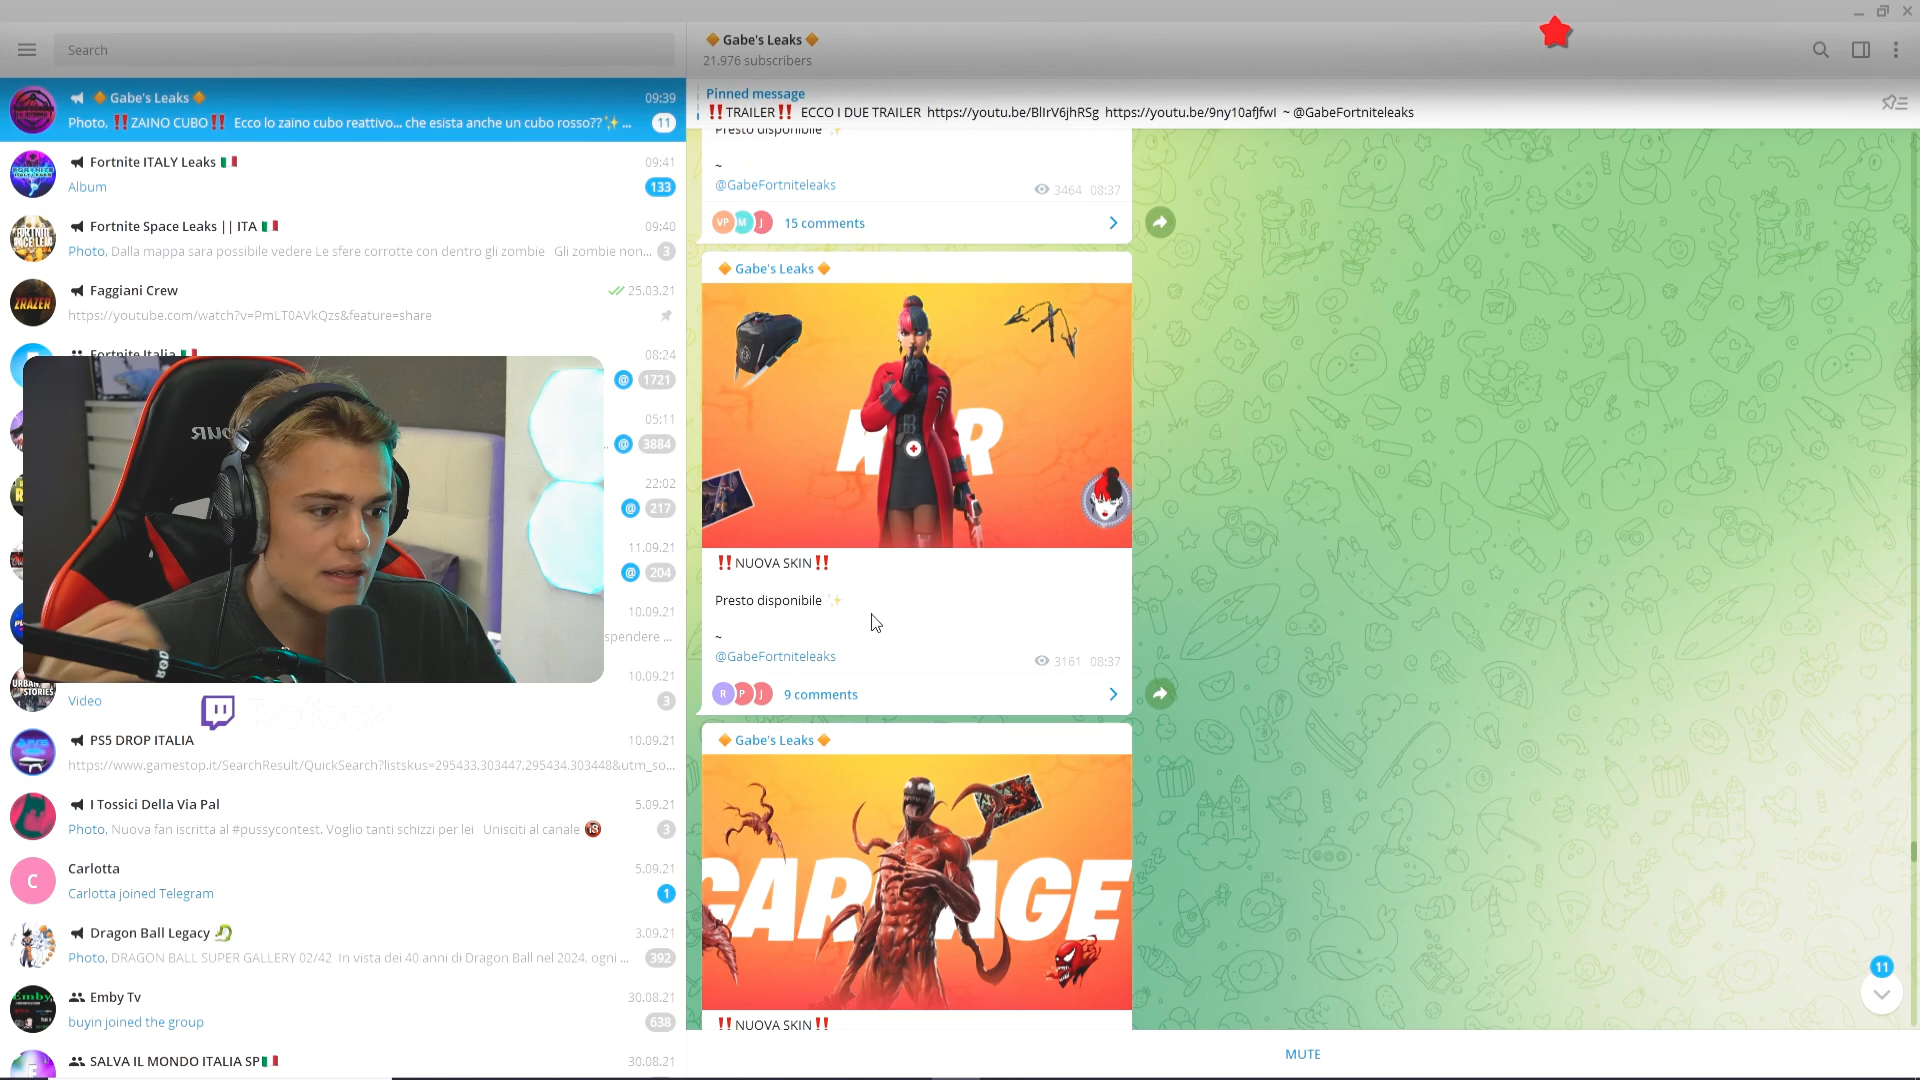 Search
Gabe's Leaks
21.976 subscribers
Gabe's Leaks
09:39
Photo, ‼ZAINO CUBO‼ Ecco lo zaino cubo reattivo... che esista anche un cubo rosso??✨ ...
11
Fortnite ITALY Leaks
09:41
Album
133
Fortnite Space Leaks || ITA
09:40
Photo, Dalla mappa sara possibile vedere Le sfere corrotte con dentro gli zombie Gli zombie non...
3
Faggiani Crew
25.03.21
https://youtube.com/watch?v=PmLT0AVkQzs&feature=share
ZRAZER
Fortnite Italia
08:24
@ 1721
05:11
@ 3884
22:02
@ 217
11.09.21
@ 204
10.09.21
spendere ...
10.09.21
URBAN STORIES
Video
3
PS5 DROP ITALIA
10.09.21
https://www.gamestop.it/SearchResult/QuickSearch?listskus=295433.303447.295434.303448&utm_so...
I Tossici Della Via Pal
5.09.21
Photo, Nuova fan iscritta al #pussycontest. Voglio tanti schizzi per lei Unisciti al canale 🔞
3
C
Carlotta
5.09.21
Carlotta joined Telegram
1
Dragon Ball Legacy
3.09.21
Photo, DRAGON BALL SUPER GALLERY 02/42 In vista dei 40 anni di Dragon Ball nel 2024, ogni ...
392
Emby
Emby Tv
30.08.21
buyin joined the group
638
SALVA IL MONDO ITALIA SP
30.08.21
Pinned message
‼TRAILER‼ ECCO I DUE TRAILER https://youtu.be/BlIrV6jhRSg https://youtu.be/9ny10afJfwI ~ @GabeFortniteleaks
Presto disponibile ✨
~
@GabeFortniteleaks
3464 08:37
VP M J
15 comments
Gabe's Leaks
‼NUOVA SKIN‼
Presto disponibile ✨
~
@GabeFortniteleaks
3161 08:37
R P J
9 comments
Gabe's Leaks
‼NUOVA SKIN‼
11
MUTE